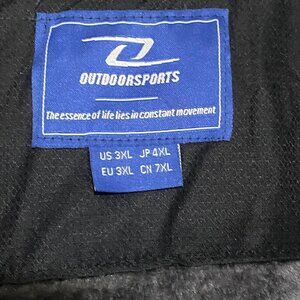 OUTDOORSPORTS
The essence of life lies in constant movement
US 3XL JP 4XL
EU 3XL CN 7XL